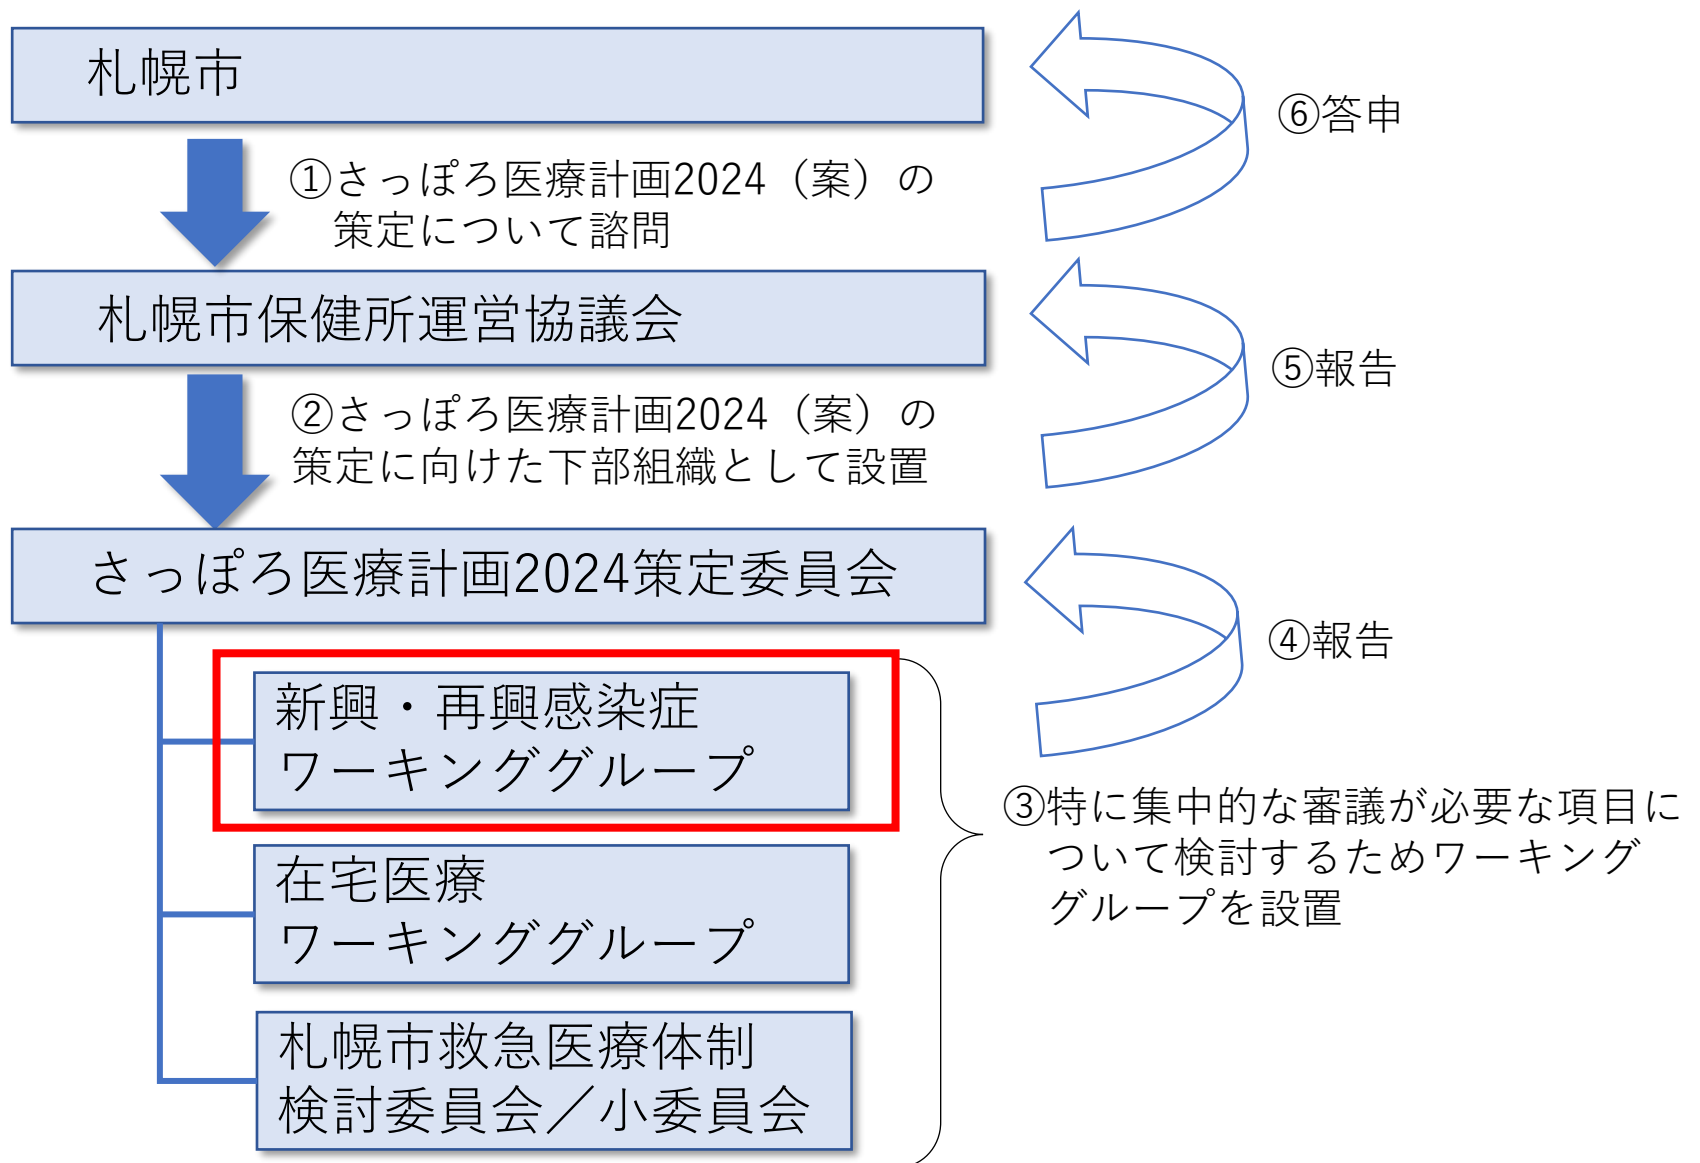 札幌市
⑥答申
①さっぽろ医療計画2024（案）の
策定について諮問
札幌市保健所運営協議会
⑤報告
②さっぽろ医療計画2024（案）の
策定に向けた下部組織として設置
さっぽろ医療計画2024策定委員会
④報告
新興・再興感染症
ワーキンググループ
③特に集中的な審議が必要な項目に
ついて検討するためワーキング
グループを設置
在宅医療
ワーキンググループ
札幌市救急医療体制
検討委員会／小委員会